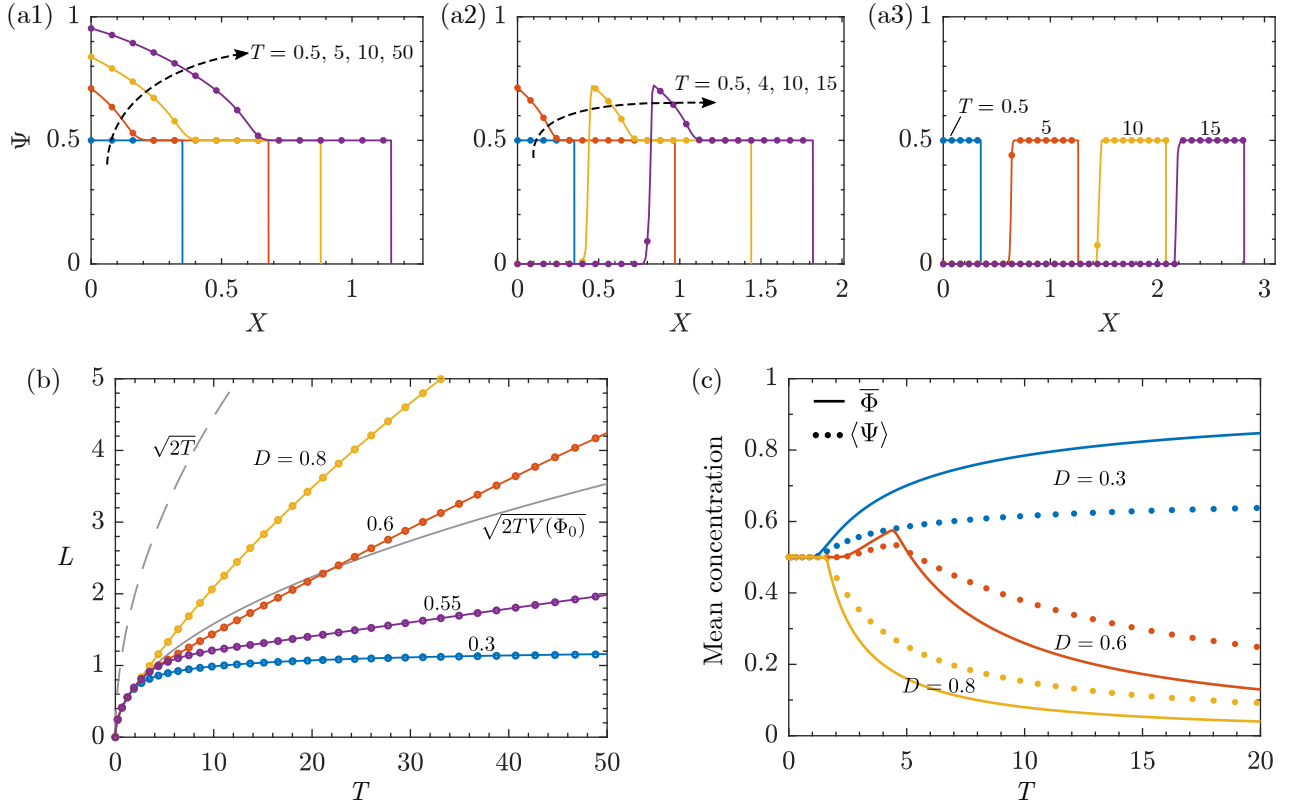 (a1)
1
0.5
0
Ψ
T = 0.5, 5, 10, 50
0
0.5
1
X
(a2)
1
0.5
0
T = 0.5, 4, 10, 15
0
0.5
1
1.5
2
X
(a3)
1
0.5
0
T = 0.5
5
10
15
0
1
2
3
X
(b)
5
4
3
2
1
0
L
√2T
D = 0.8
0.6
√2TV(Φ₀)
0.55
0.3
0
10
20
30
40
50
T
(c)
1
0.8
0.6
0.4
0.2
0
Mean concentration
Φ̅
⟨Ψ⟩
D = 0.3
D = 0.6
D = 0.8
0
5
10
15
20
T